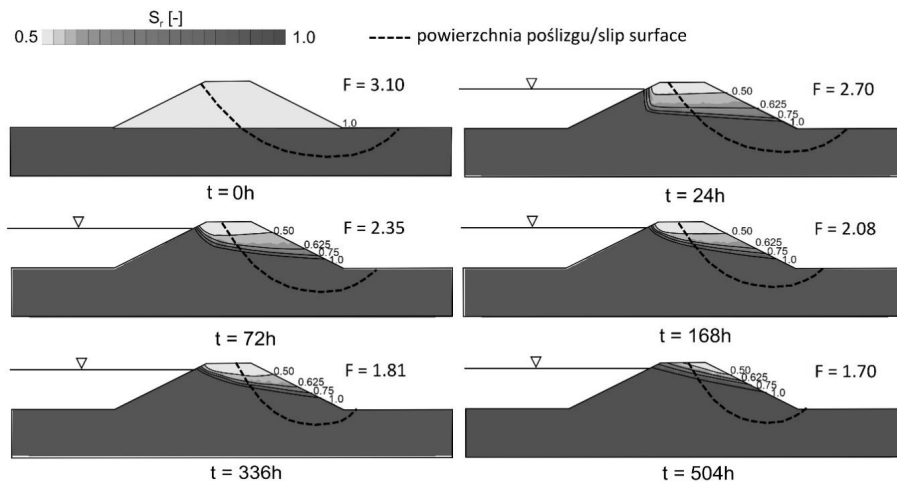 Sr [-]
0.5 1.0
powierzchnia poślizgu/slip surface
F = 3.10
1.0
t = 0h
F = 2.70
0.50
0.625
0.75
1.0
t = 24h
F = 2.35
0.50
0.625
0.75
1.0
t = 72h
F = 2.08
0.50
0.625
0.75
1.0
t = 168h
F = 1.81
0.50
0.625
0.75
1.0
t = 336h
F = 1.70
0.50
0.625
0.75
1.0
t = 504h